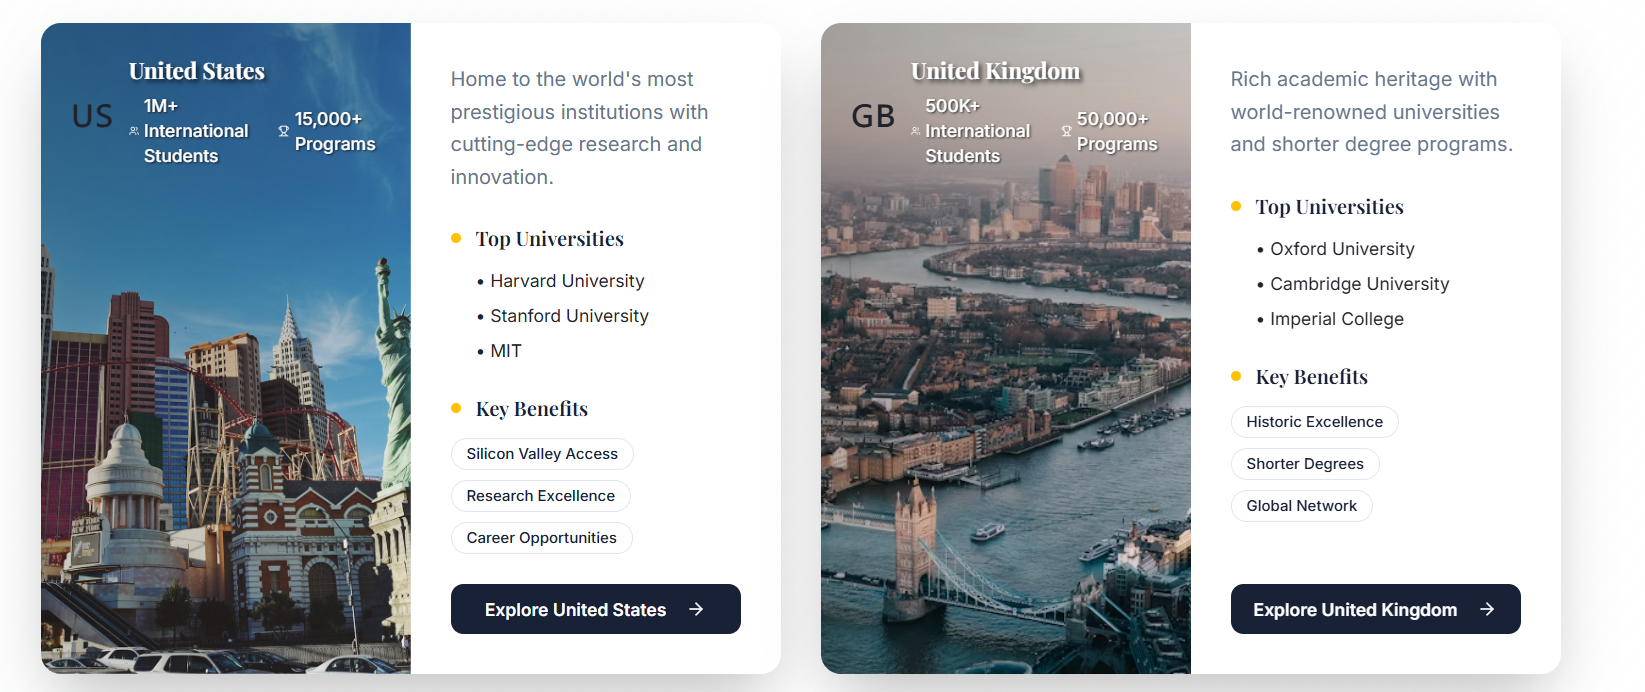 United States
US
1M+
International
Students
15,000+
Programs
Home to the world's most
prestigious institutions with
cutting-edge research and
innovation.
Top Universities
• Harvard University
• Stanford University
• MIT
Key Benefits
Silicon Valley Access
Research Excellence
Career Opportunities
Explore United States →
United Kingdom
GB
500K+
International
Students
50,000+
Programs
Rich academic heritage with
world-renowned universities
and shorter degree programs.
Top Universities
• Oxford University
• Cambridge University
• Imperial College
Key Benefits
Historic Excellence
Shorter Degrees
Global Network
Explore United Kingdom →